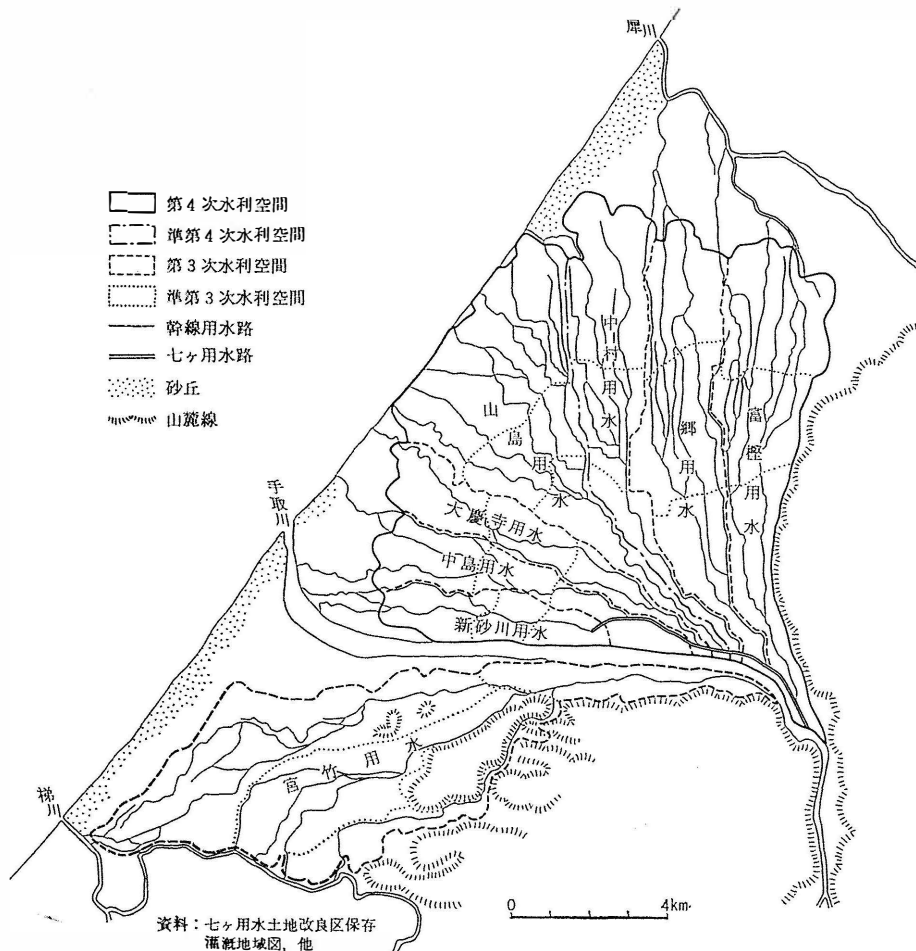 犀川
第4次水利空間
準第4次水利空間
第3次水利空間
準第3次水利空間
幹線用水路
七ヶ用水路
砂丘
山麓線
手取川
梯川
富樫用水
郷用水
中村用水
山島用水
大慶寺用水
中島用水
新砂川用水
富竹用水
0 4km
資料：七ヶ用水土地改良区保存
灌漑地域図，他